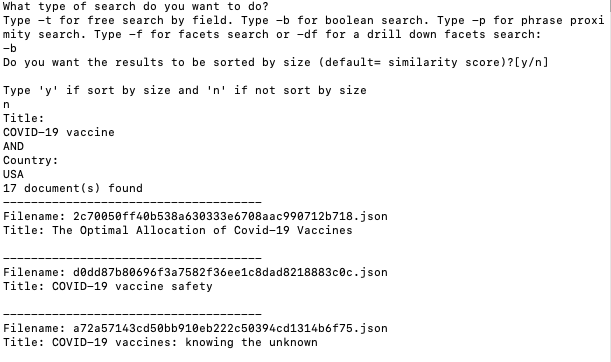 What type of search do you want to do?
Type -t for free search by field. Type -b for boolean search. Type -p for phrase proxi
mity search. Type -f for facets search or -df for a drill down facets search:
-b
Do you want the results to be sorted by size (default= similarity score)?[y/n]
Type 'y' if sort by size and 'n' if not sort by size
n
Title:
COVID-19 vaccine
AND
Country:
USA
17 document(s) found
-------------------------------------
Filename: 2c70050ff40b538a630333e6708aac990712b718.json
Title: The Optimal Allocation of Covid-19 Vaccines
-------------------------------------
Filename: d0dd87b80696f3a7582f36ee1c8dad8218883c0c.json
Title: COVID-19 vaccine safety
-------------------------------------
Filename: a72a57143cd50bb910eb222c50394cd1314b6f75.json
Title: COVID-19 vaccines: knowing the unknown